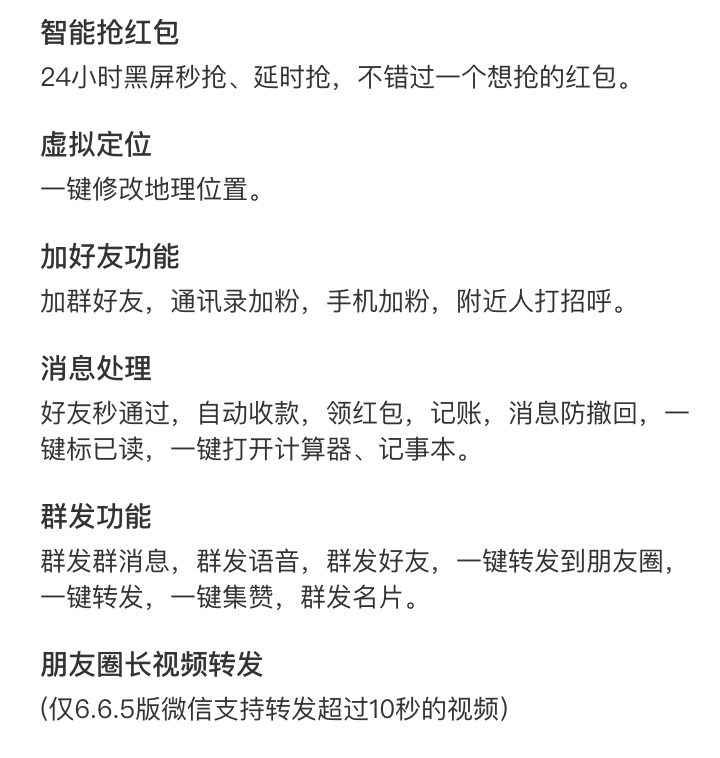 智能抢红包
24小时黑屏秒抢、延时抢，不错过一个想抢的红包。
虚拟定位
一键修改地理位置。
加好友功能
加群好友，通讯录加粉，手机加粉，附近人打招呼。
消息处理
好友秒通过，自动收款，领红包，记账，消息防撤回，一
键标已读，一键打开计算器、记事本。
群发功能
群发群消息，群发语音，群发好友，一键转发到朋友圈，
一键转发，一键集赞，群发名片。
朋友圈长视频转发
(仅6.6.5版微信支持转发超过10秒的视频)